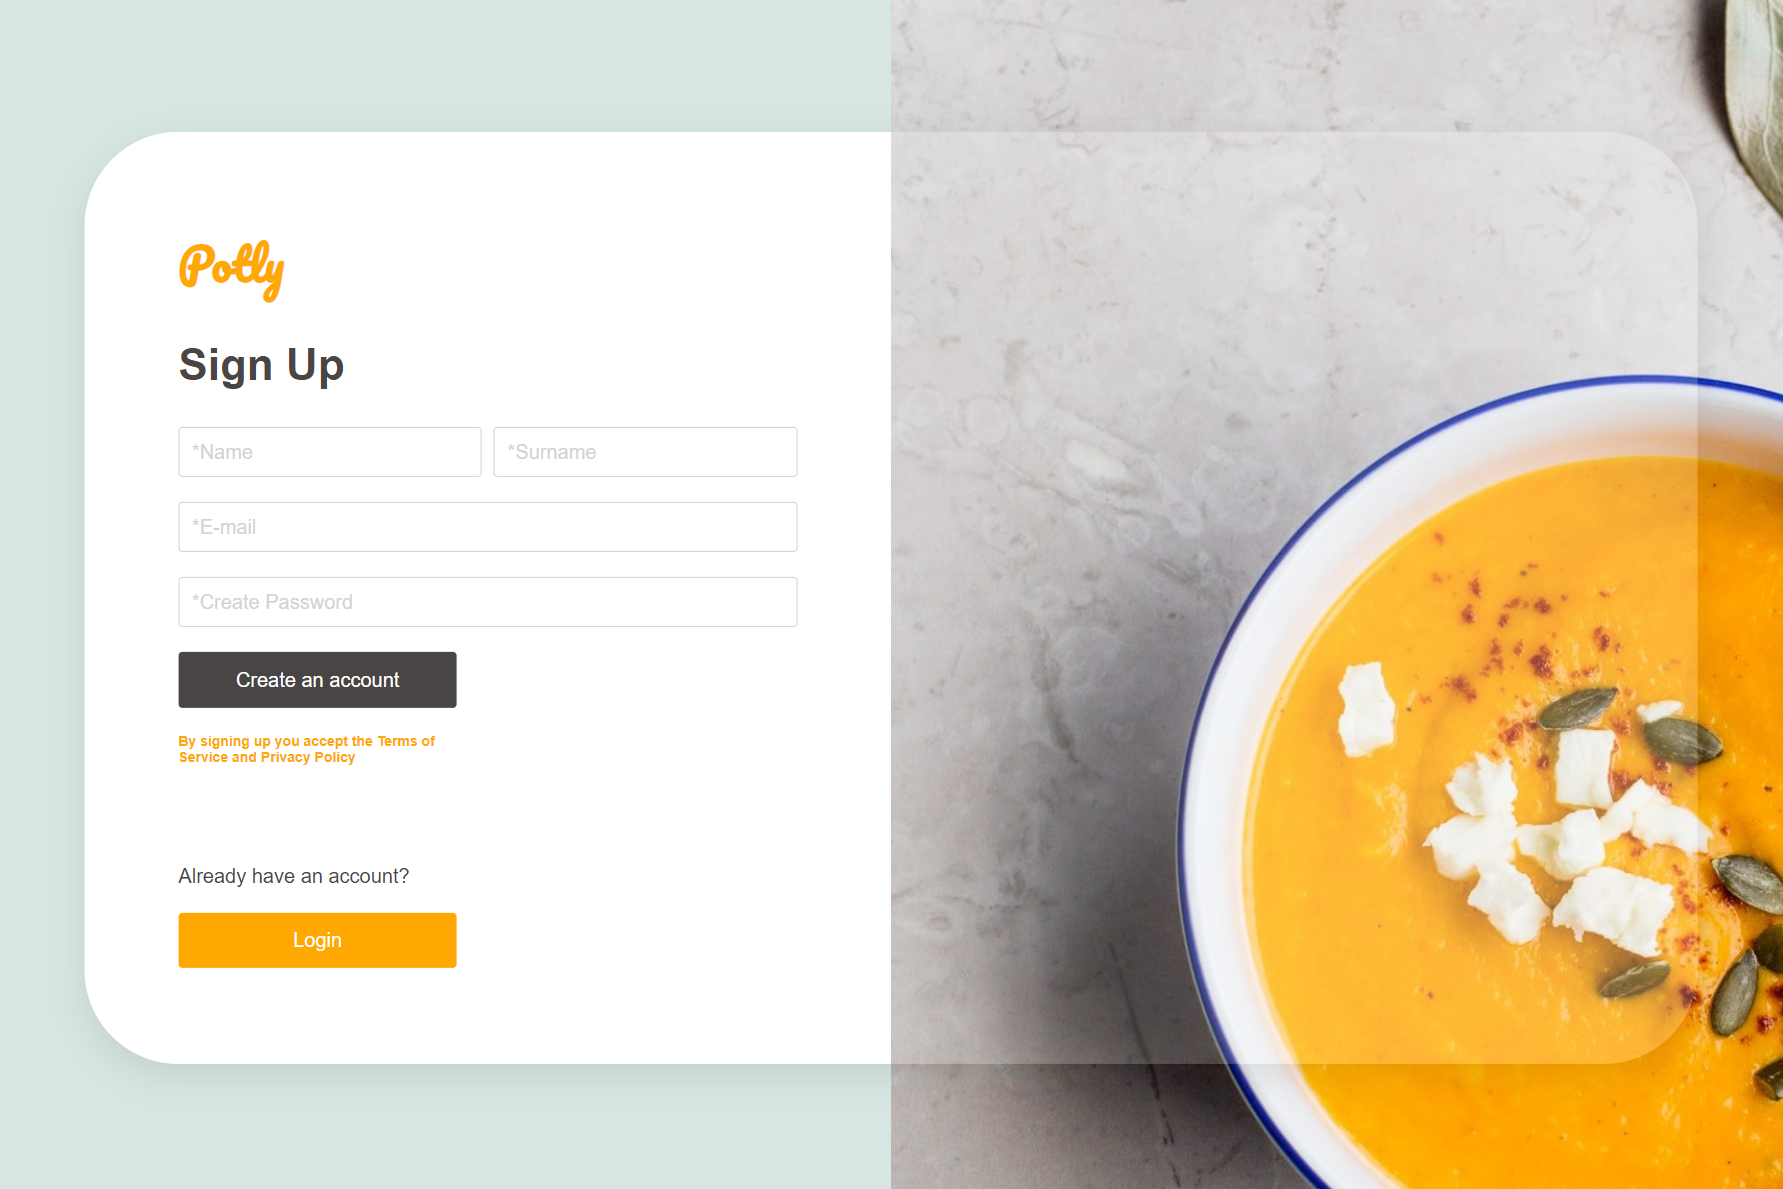 Potly
Sign Up
*Name *Surname
*E-mail
*Create Password
Create an account
By signing up you accept the Terms of
Service and Privacy Policy
Already have an account?
Login